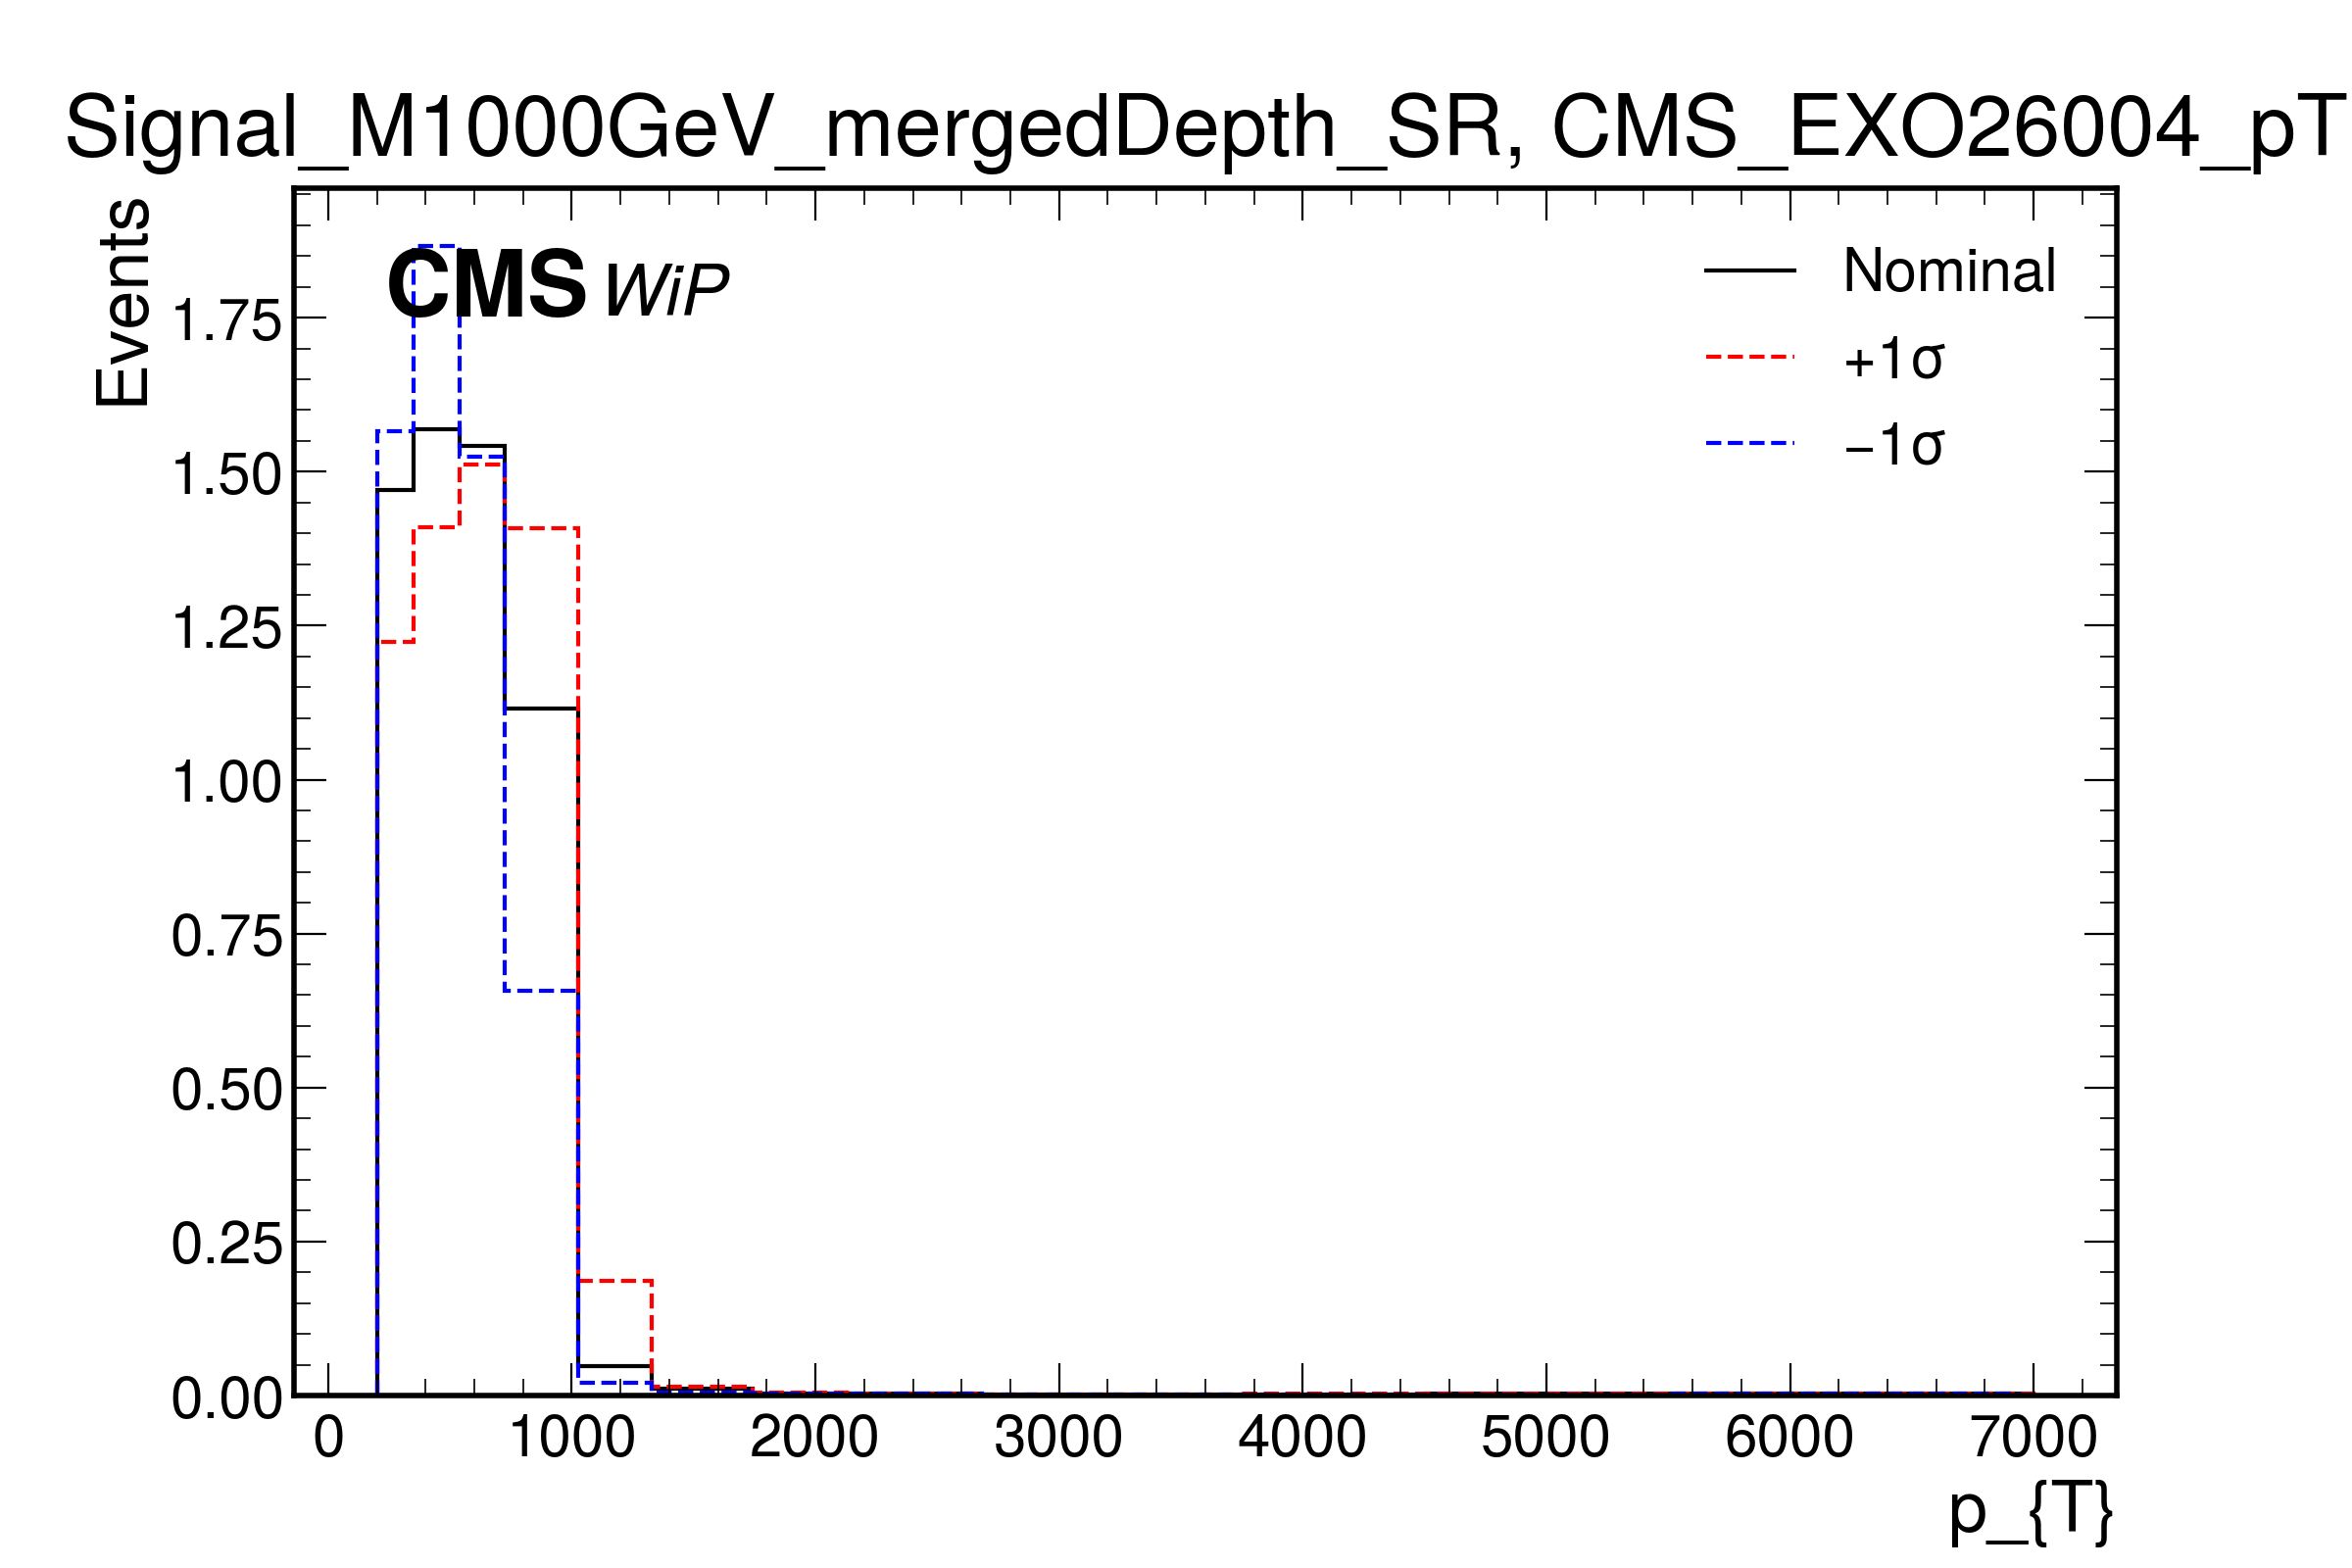 Signal_M1000GeV_mergedDepth_SR, CMS_EXO26004_pT
Events
CMS WiP
Nominal
+1σ
−1σ
1.75
1.50
1.25
1.00
0.75
0.50
0.25
0.00
0 1000 2000 3000 4000 5000 6000 7000
p_{T}